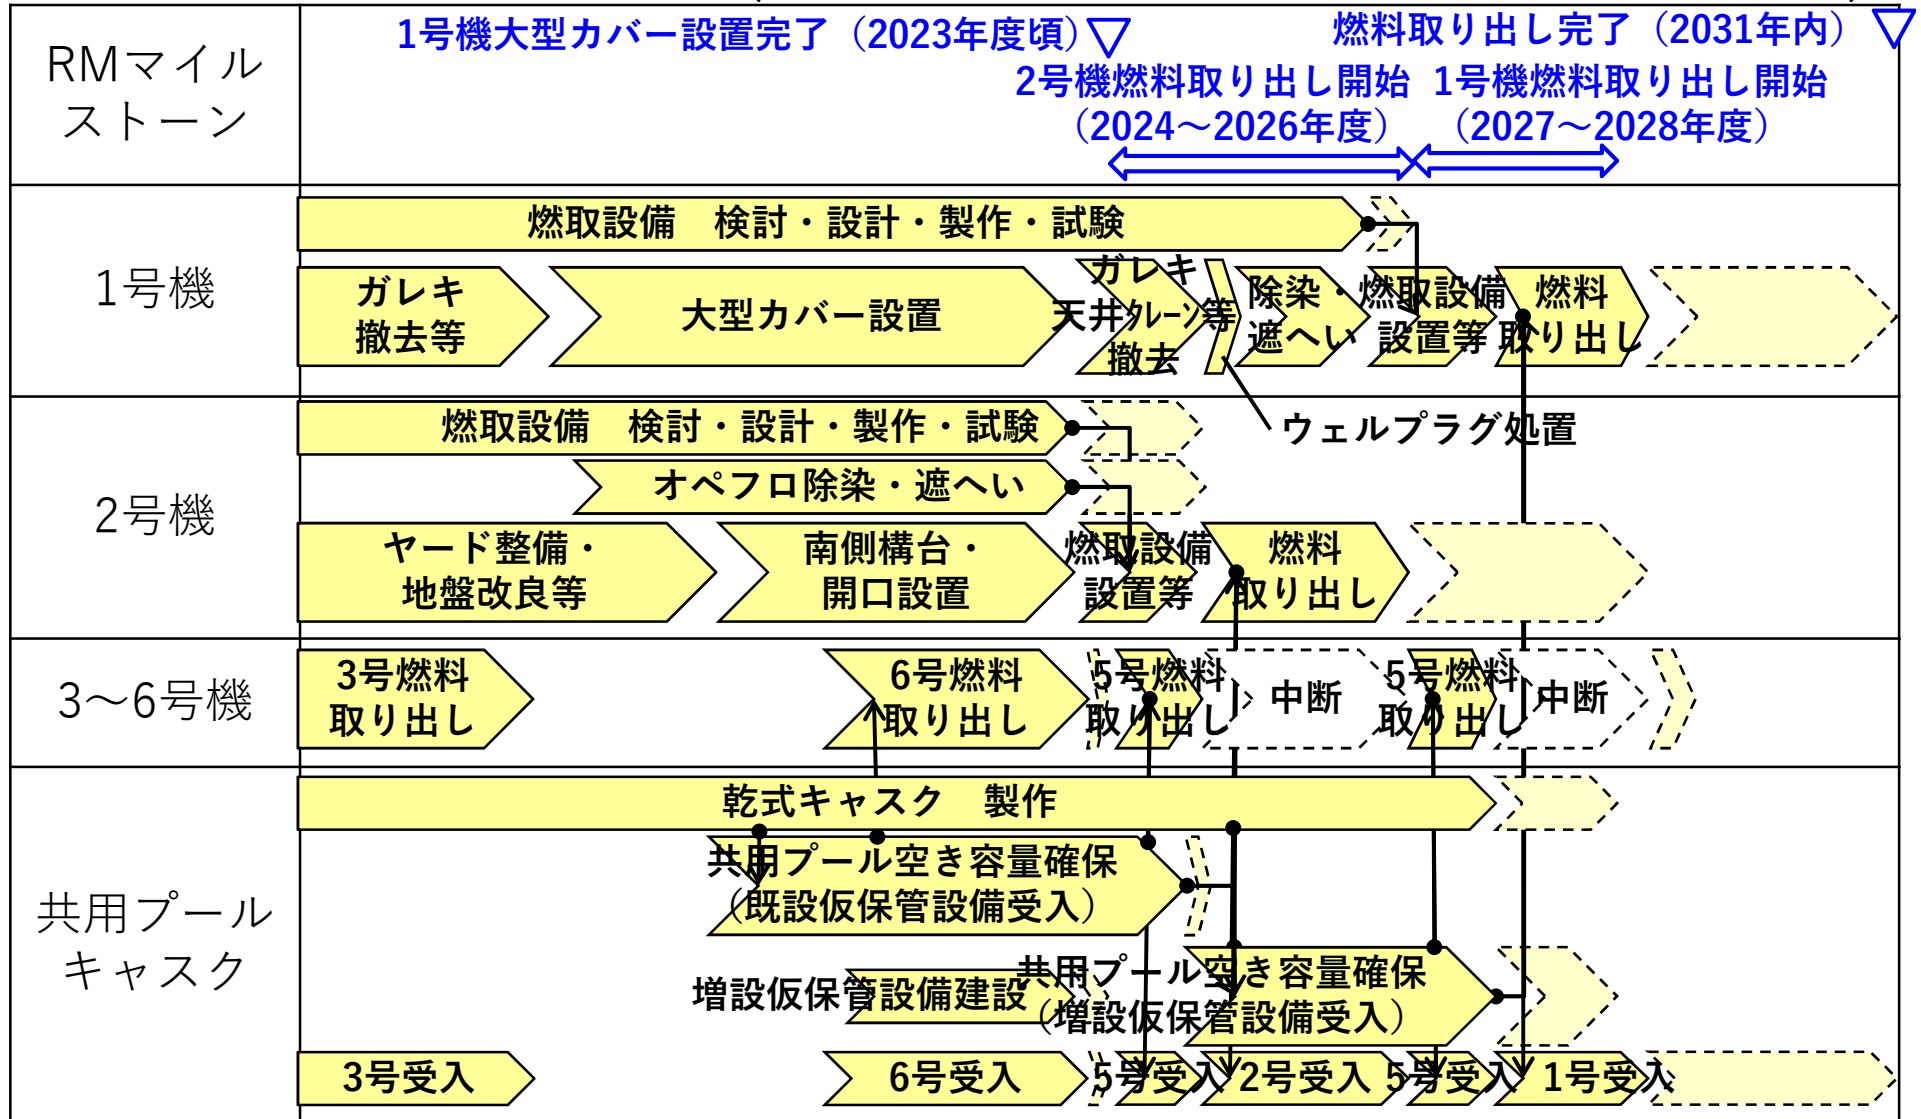 1号機大型カバー設置完了（2023年度頃）
燃料取り出し完了（2031年内）
RMマイル
ストーン
2号機燃料取り出し開始
（2024～2026年度）
1号機燃料取り出し開始
（2027～2028年度）
1号機
燃取設備　検討・設計・製作・試験
ガレキ
撤去等
大型カバー設置
ガレキ
天井クレーン等
撤去
除染・
遮へい
燃取設備
設置等
燃料
取り出し
ウェルプラグ処置
2号機
燃取設備　検討・設計・製作・試験
オペフロ除染・遮へい
ヤード整備・
地盤改良等
南側構台・
開口設置
燃取設備
設置等
燃料
取り出し
3～6号機
3号燃料
取り出し
6号燃料
取り出し
5号燃料
取り出し
中断
5号燃料
取り出し
中断
共用プール
キャスク
乾式キャスク　製作
共用プール空き容量確保
（既設仮保管設備受入）
増設仮保管設備建設
共用プール空き容量確保
（増設仮保管設備受入）
3号受入
6号受入
5号受入
2号受入
5号受入
1号受入